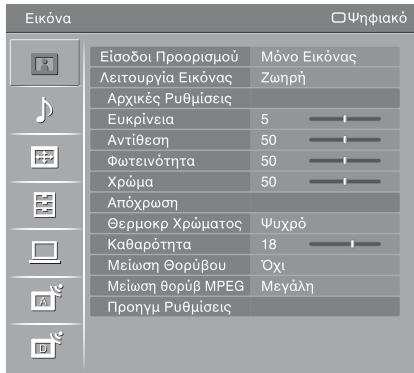 Εικόνα Ψηφιακό
Είσοδοι Προορισμού Μόνο Εικόνας
Λειτουργία Εικόνας Ζωηρή
Αρχικές Ρυθμίσεις
Ευκρίνεια 5
Αντίθεση 50
Φωτεινότητα 50
Χρώμα 50
Απόχρωση
Θερμοκρ Χρώματος Ψυχρό
Καθαρότητα 18
Μείωση Θορύβου Όχι
Μείωση θορύβ MPEG Μεγάλη
Προηγμ Ρυθμίσεις
A
D